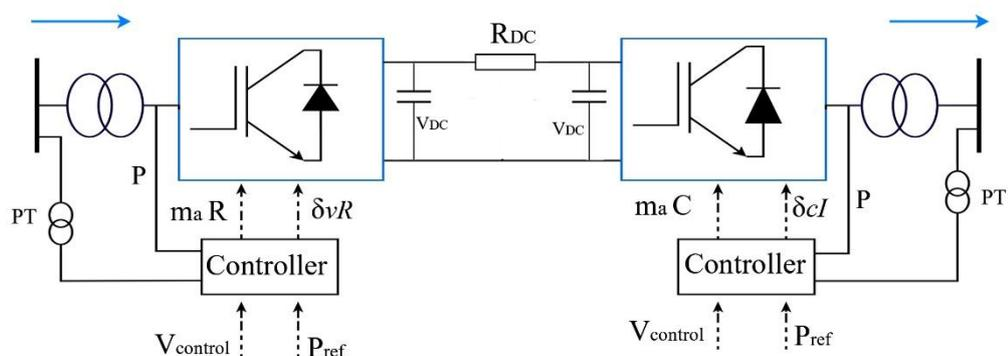 RDC
VDC
VDC
P
P
PT
PT
ma R
δvR
ma C
δcI
Controller
Controller
Vcontrol
Pref
Vcontrol
Pref